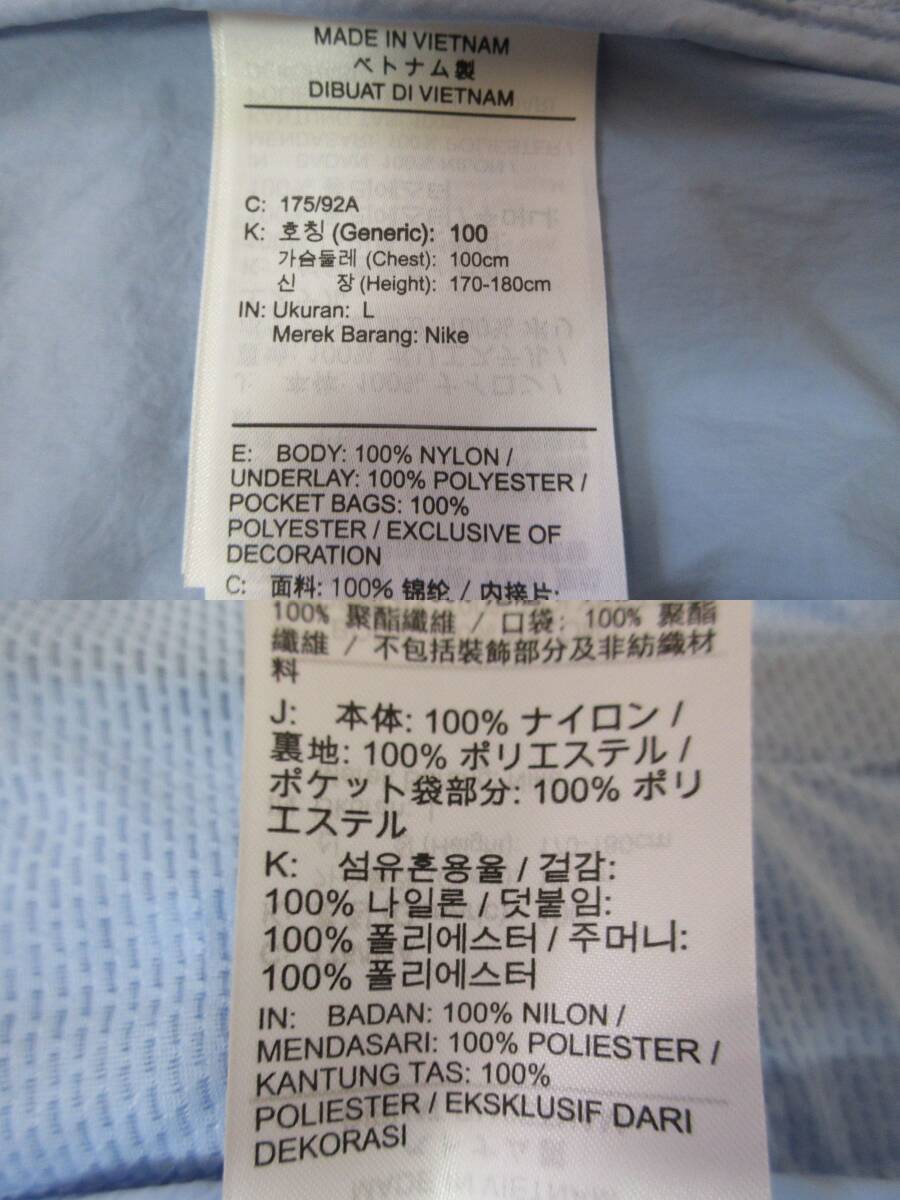 MADE IN VIETNAM
ベトナム製
DIBUAT DI VIETNAM
C: 175/92A
K: 호칭 (Generic): 100
가슴둘레 (Chest): 100cm
신 장 (Height): 170-180cm
IN: Ukuran: L
Merek Barang: Nike
E: BODY: 100% NYLON /
UNDERLAY: 100% POLYESTER /
POCKET BAGS: 100%
POLYESTER / EXCLUSIVE OF
DECORATION
C: 面料: 100% 锦纶 / 内接片:
100% 聚酯纖維 / 口袋: 100% 聚酯
纖維 / 不包括裝飾部分及非紡織材
料
J: 本体: 100% ナイロン /
裏地: 100% ポリエステル /
ポケット袋部分: 100% ポリ
エステル
K: 섬유혼용율 / 겉감:
100% 나일론 / 덧붙임:
100% 폴리에스터 / 주머니:
100% 폴리에스터
IN: BADAN: 100% NILON /
MENDASARI: 100% POLIESTER /
KANTUNG TAS: 100%
POLIESTER / EKSKLUSIF DARI
DEKORASI